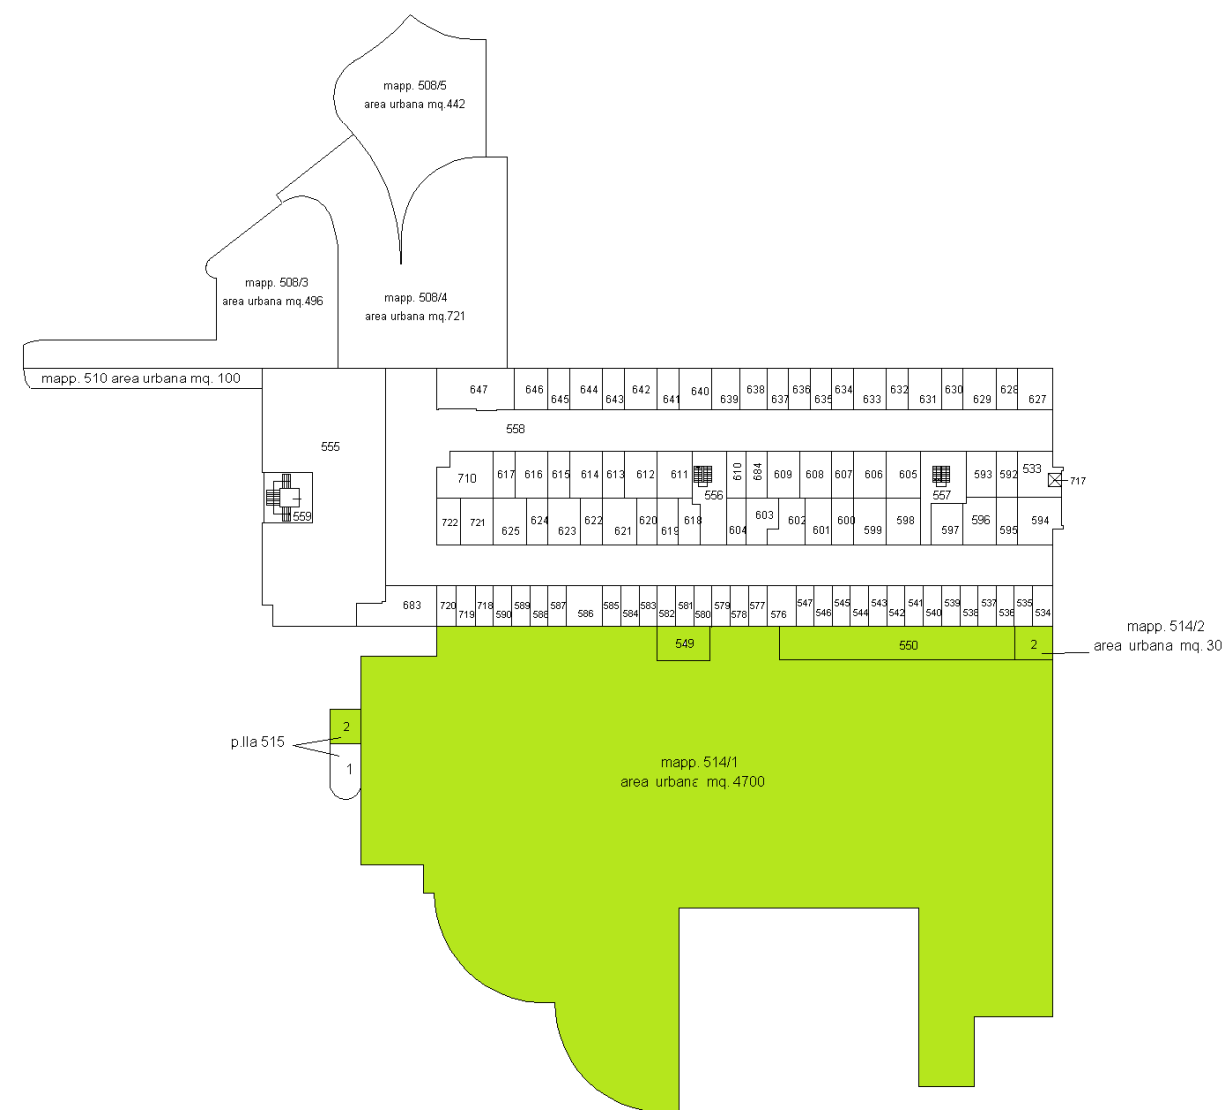 mapp. 508/5
area urbana mq.442
mapp. 508/3
area urbana mq.496
mapp. 508/4
area urbana mq.721
mapp. 510 area urbana mq. 100
647 646 645 644 643 642 641 640 639 638 637 636 635 634 633 632 631 630 629 628 627
555
558
710 617 616 615 614 613 612 611 556 610 684 609 608 607 606 605 557 593 592 533
717
559
722 721 625 624 623 622 621 620 619 618 604 603 602 601 600 599 598 597 596 595 594
683 720 719 718 590 589 588 587 586 585 584 583 582 581 580 579 578 577 576 547 546 545 544 543 542 541 540 539 538 537 536 535 534
549
550
2
mapp. 514/2
area urbana mq. 30
p.lla 515
2
1
mapp. 514/1
area urbana mq. 4700